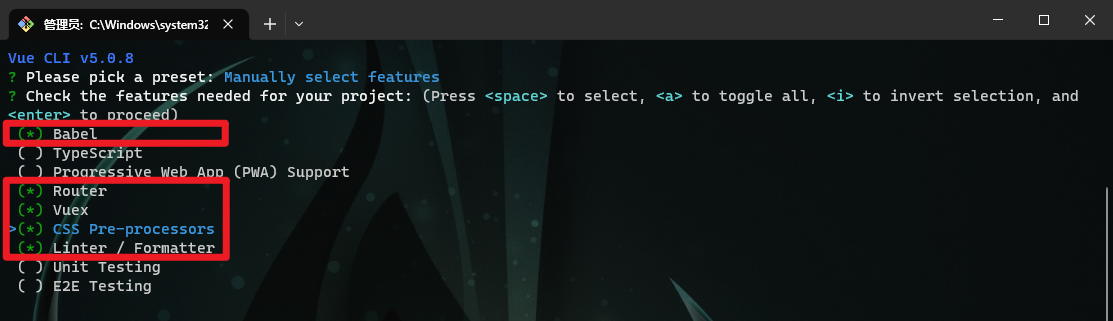 管理员: C:\Windows\system32
Vue CLI v5.0.8
? Please pick a preset: Manually select features
? Check the features needed for your project: (Press <space> to select, <a> to toggle all, <i> to invert selection, and
<enter> to proceed)
(*) Babel
( ) TypeScript
( ) Progressive Web App (PWA) Support
(*) Router
(*) Vuex
>(*) CSS Pre-processors
(*) Linter / Formatter
( ) Unit Testing
( ) E2E Testing